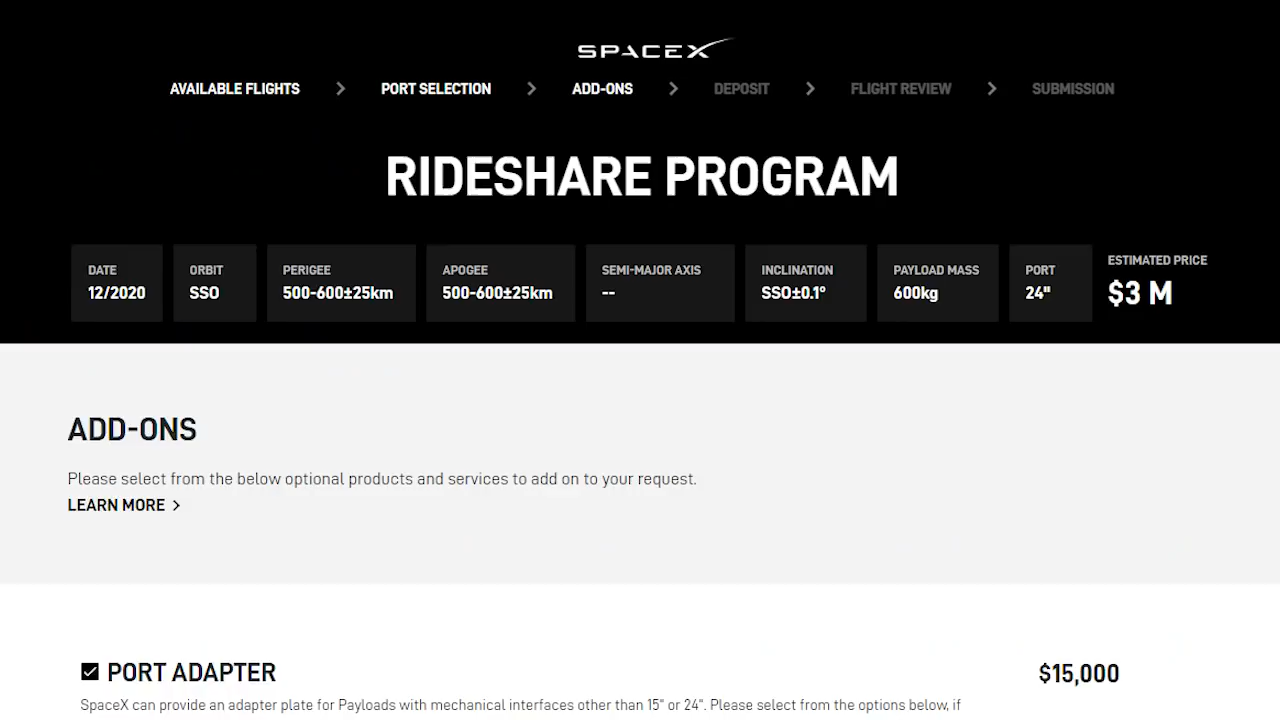 SPACEX
AVAILABLE FLIGHTS > PORT SELECTION > ADD-ONS > DEPOSIT > FLIGHT REVIEW > SUBMISSION
RIDESHARE PROGRAM
DATE
12/2020
ORBIT
SSO
PERIGEE
500-600±25km
APOGEE
500-600±25km
SEMI-MAJOR AXIS
--
INCLINATION
SSO±0.1°
PAYLOAD MASS
600kg
PORT
24"
ESTIMATED PRICE
$3 M
ADD-ONS
Please select from the below optional products and services to add on to your request.
LEARN MORE >
PORT ADAPTER
$15,000
SpaceX can provide an adapter plate for Payloads with mechanical interfaces other than 15" or 24". Please select from the options below, if